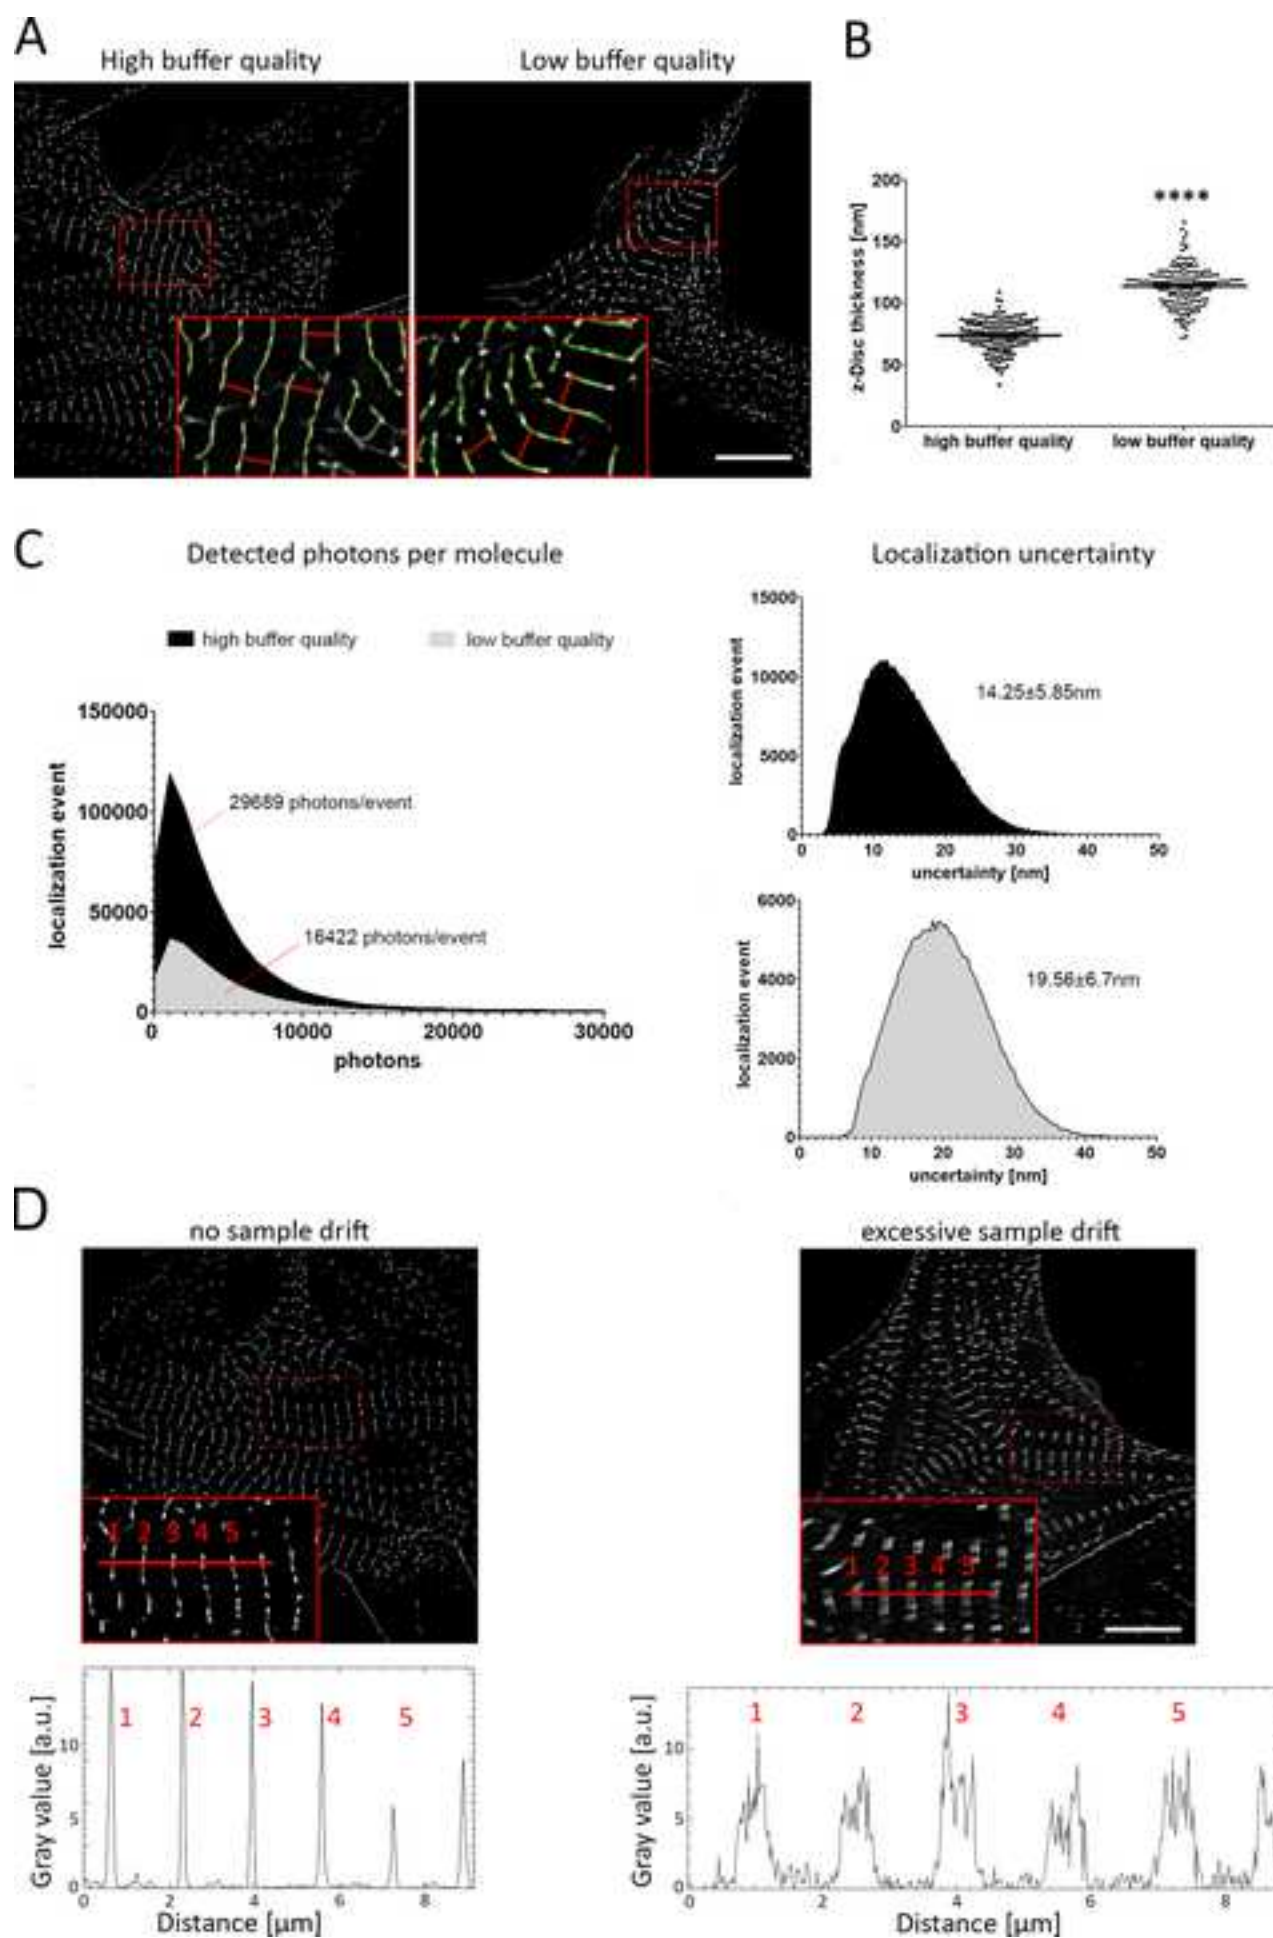 A
High buffer quality
Low buffer quality
B
z-Disc thickness [nm]
200
150
100
50
0
****
high buffer quality
low buffer quality
C
Detected photons per molecule
high buffer quality
low buffer quality
localization event
150000
100000
50000
0
29689 photons/event
16422 photons/event
0 10000 20000 30000
photons
Localization uncertainty
localization event
15000
10000
5000
0
14.25±5.85nm
0 10 20 30 40 50
uncertainty [nm]
localization event
6000
4000
2000
0
19.56±6.7nm
0 10 20 30 40 50
uncertainty [nm]
D
no sample drift
1 2 3 4 5
Gray value [a.u.]
10
5
0
1 2 3 4 5
0 2 4 6 8
Distance [µm]
excessive sample drift
1 2 3 4 5
Gray value [a.u.]
10
5
0
1 2 3 4 5
0 2 4 6 8
Distance [µm]